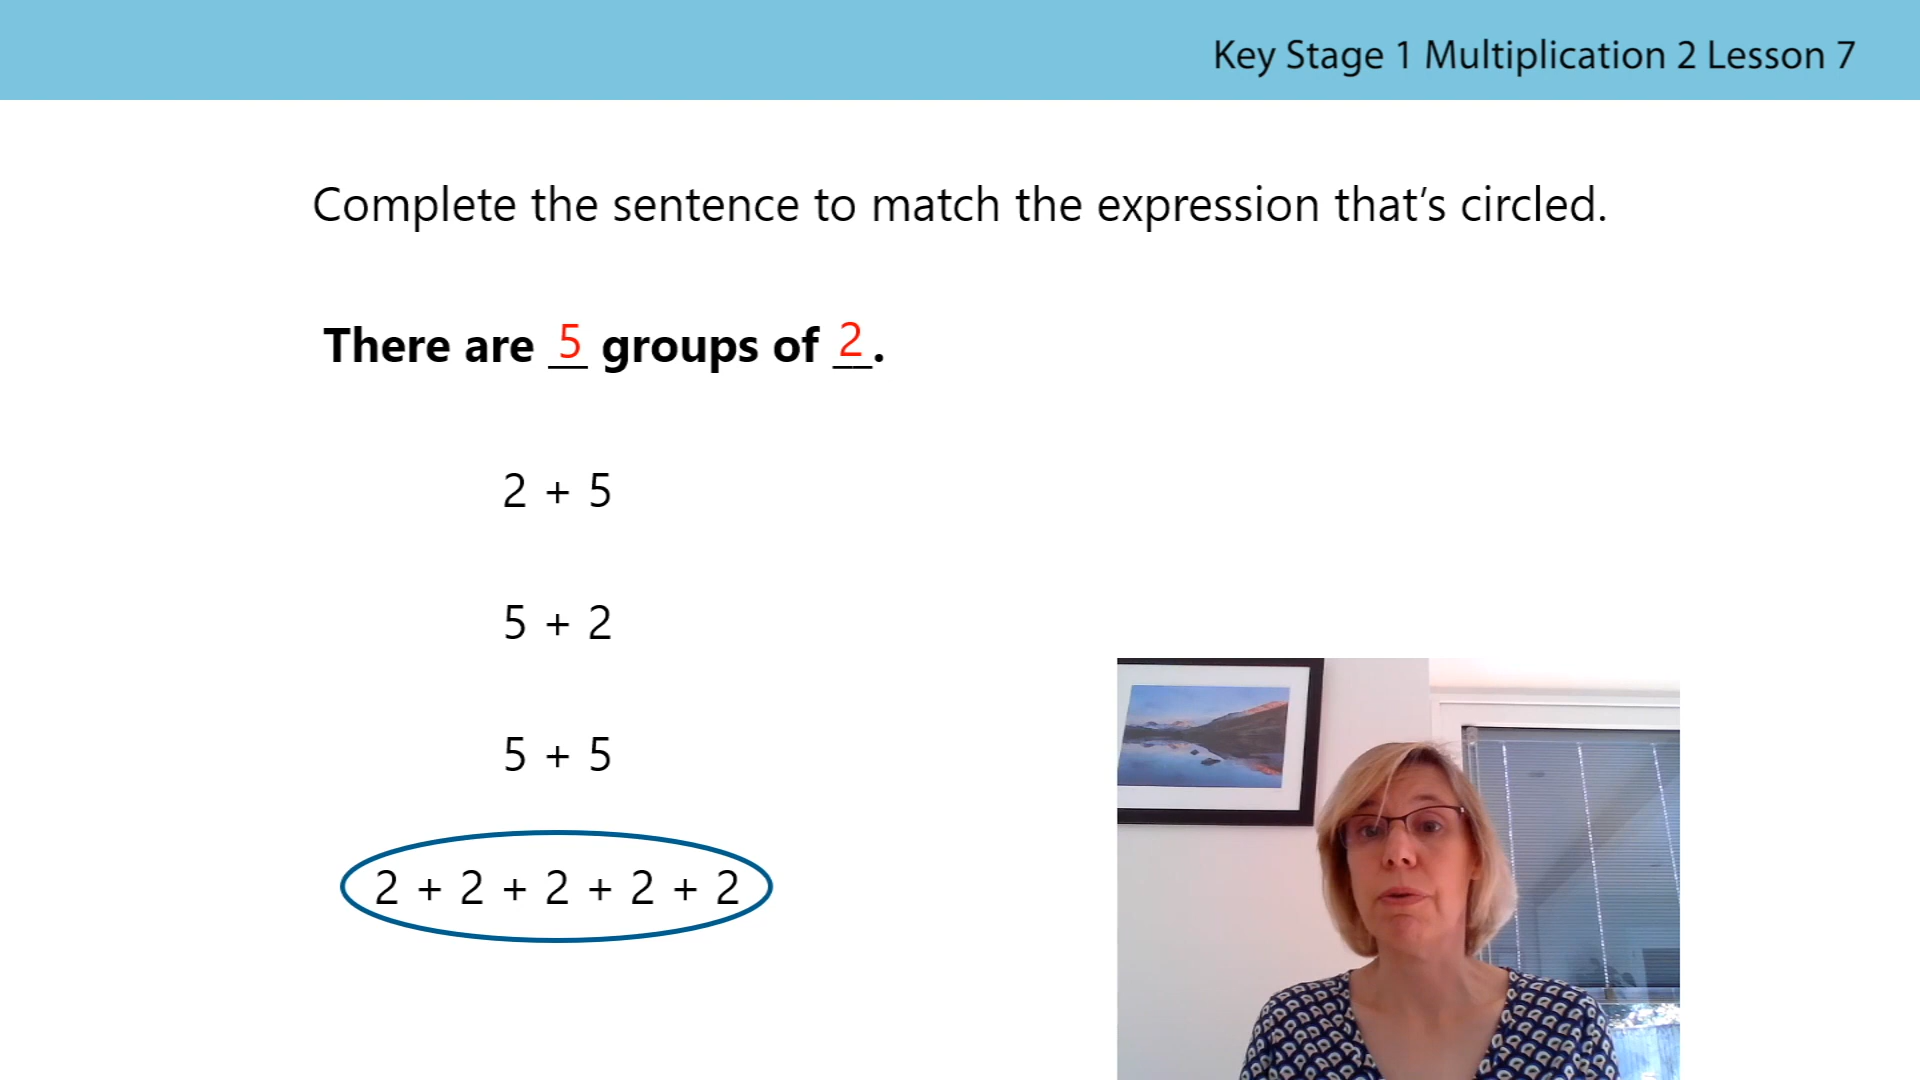 Key Stage 1 Multiplication 2 Lesson 7
Complete the sentence to match the expression that’s circled.
There are 5 groups of 2.
2 + 5
5 + 2
5 + 5
2 + 2 + 2 + 2 + 2